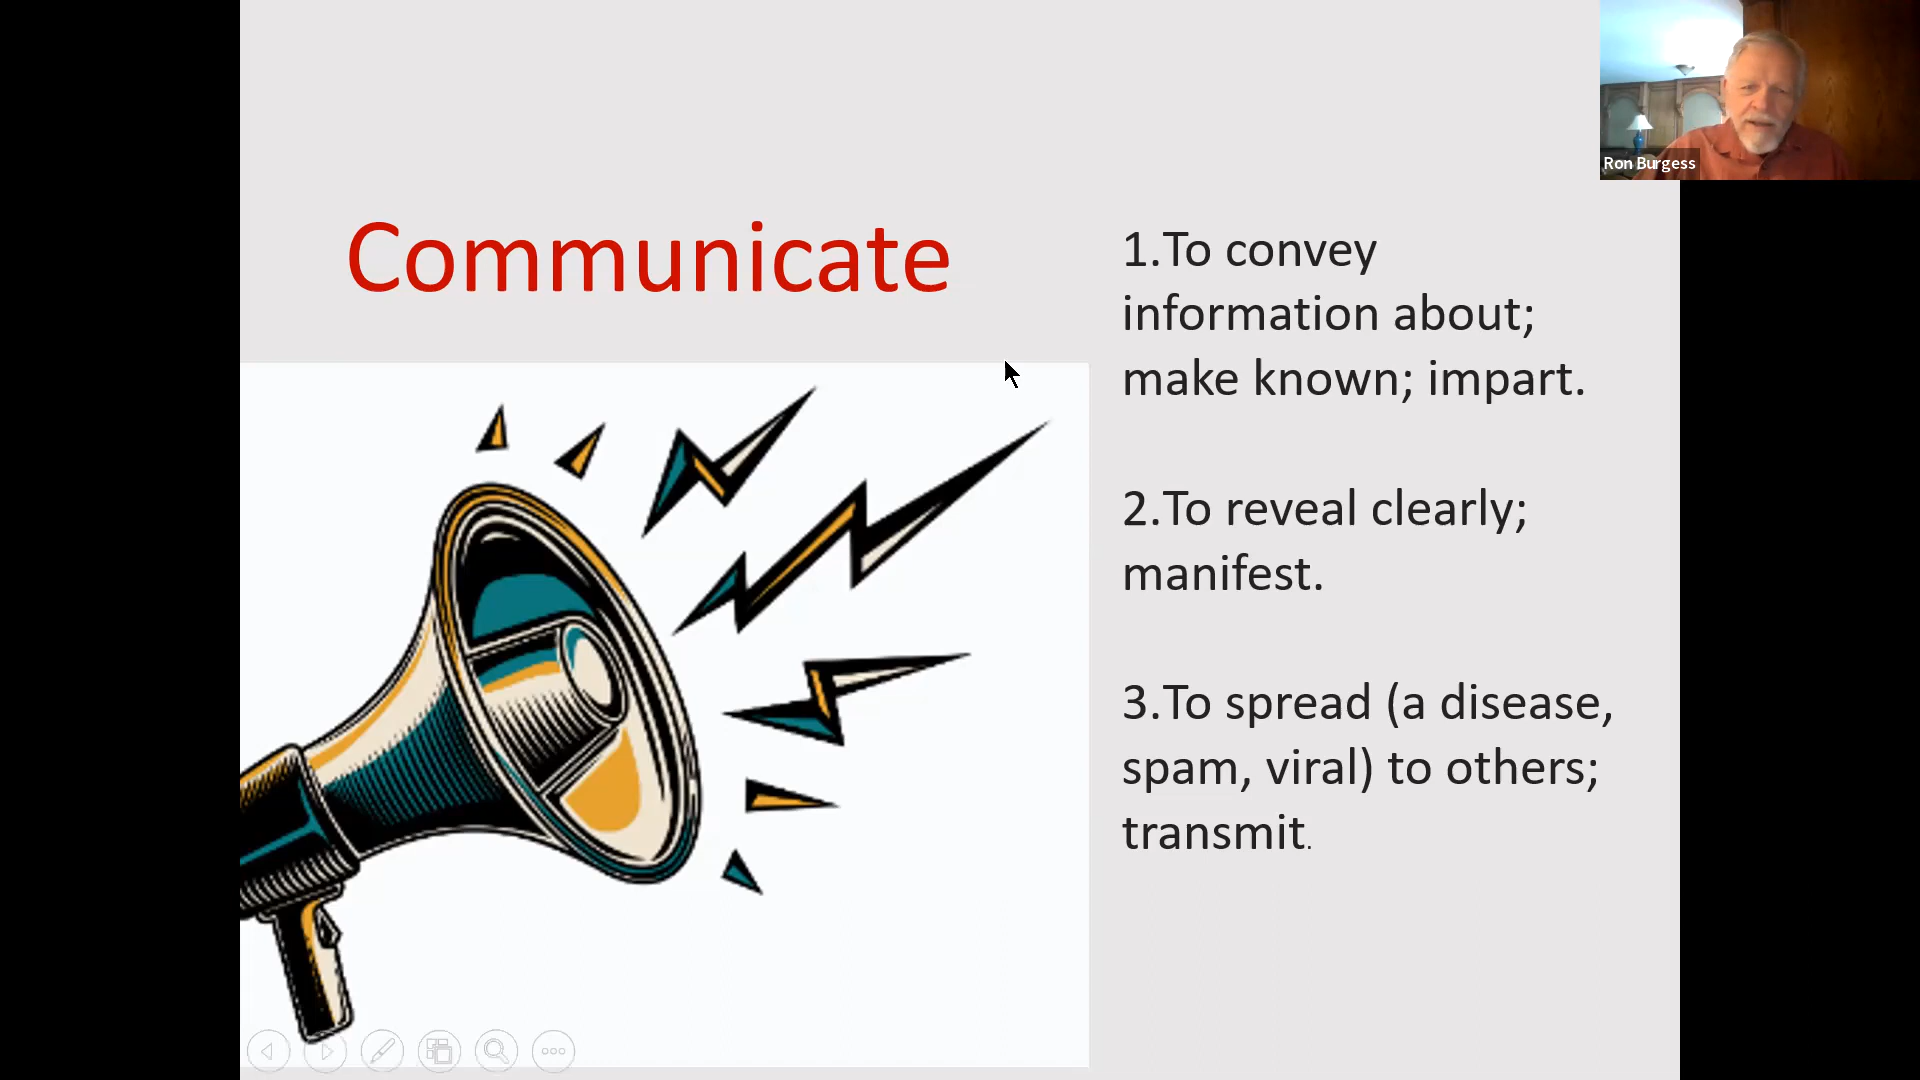 Ron Burgess
Communicate
1.To convey
information about;
make known; impart.
2.To reveal clearly;
manifest.
3.To spread (a disease,
spam, viral) to others;
transmit.